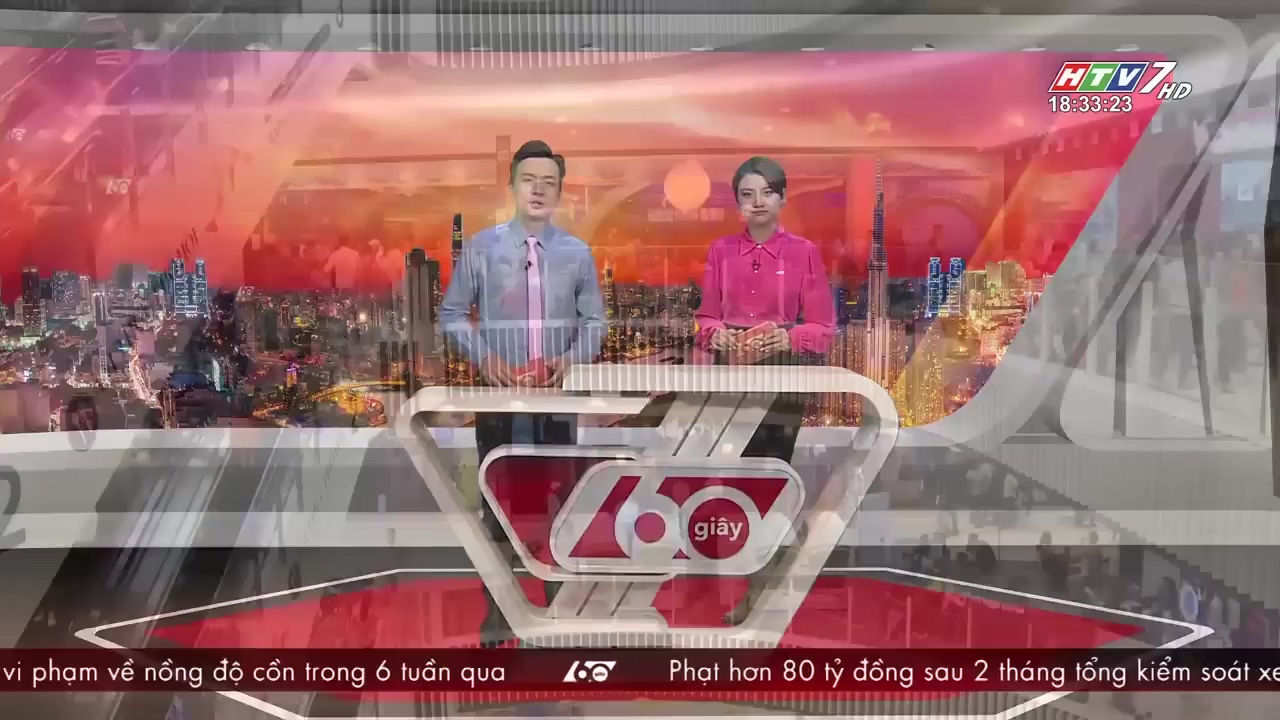 HTV7
HD
18:33:23
60
giây
vi phạm về nồng độ cồn trong 6 tuần qua
60
Phạt hơn 80 tỷ đồng sau 2 tháng tổng kiểm soát xe